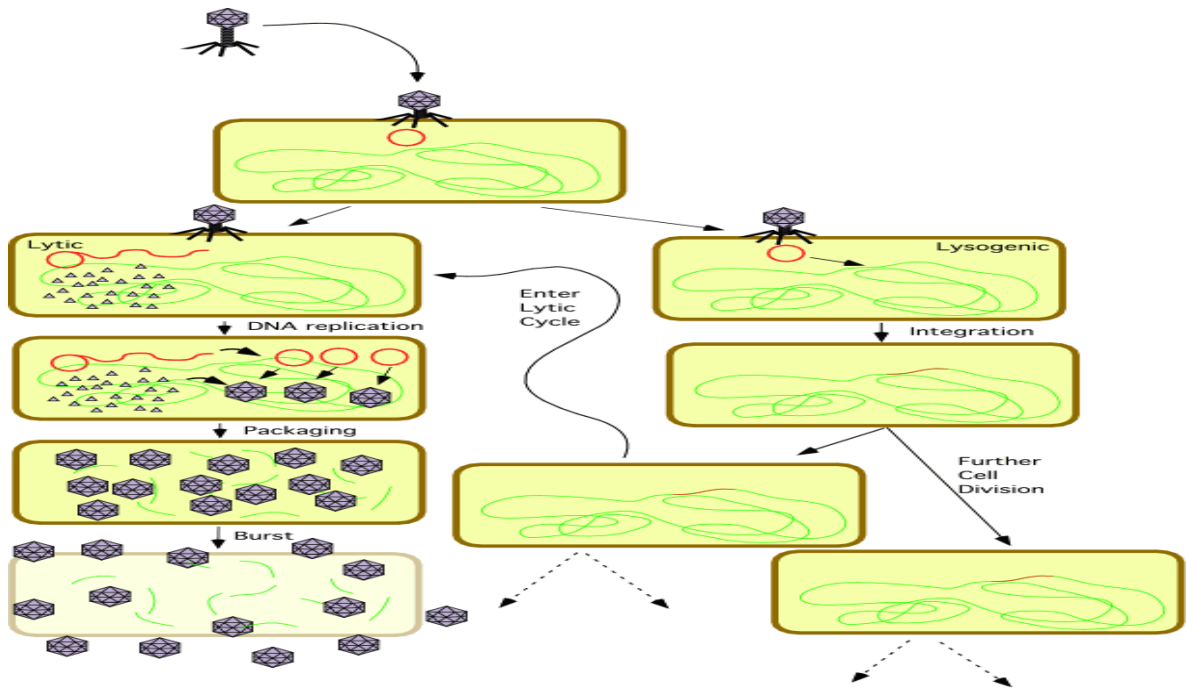 Lytic
Lysogenic
Enter
Lytic
Cycle
DNA replication
Integration
Packaging
Further
Cell
Division
Burst